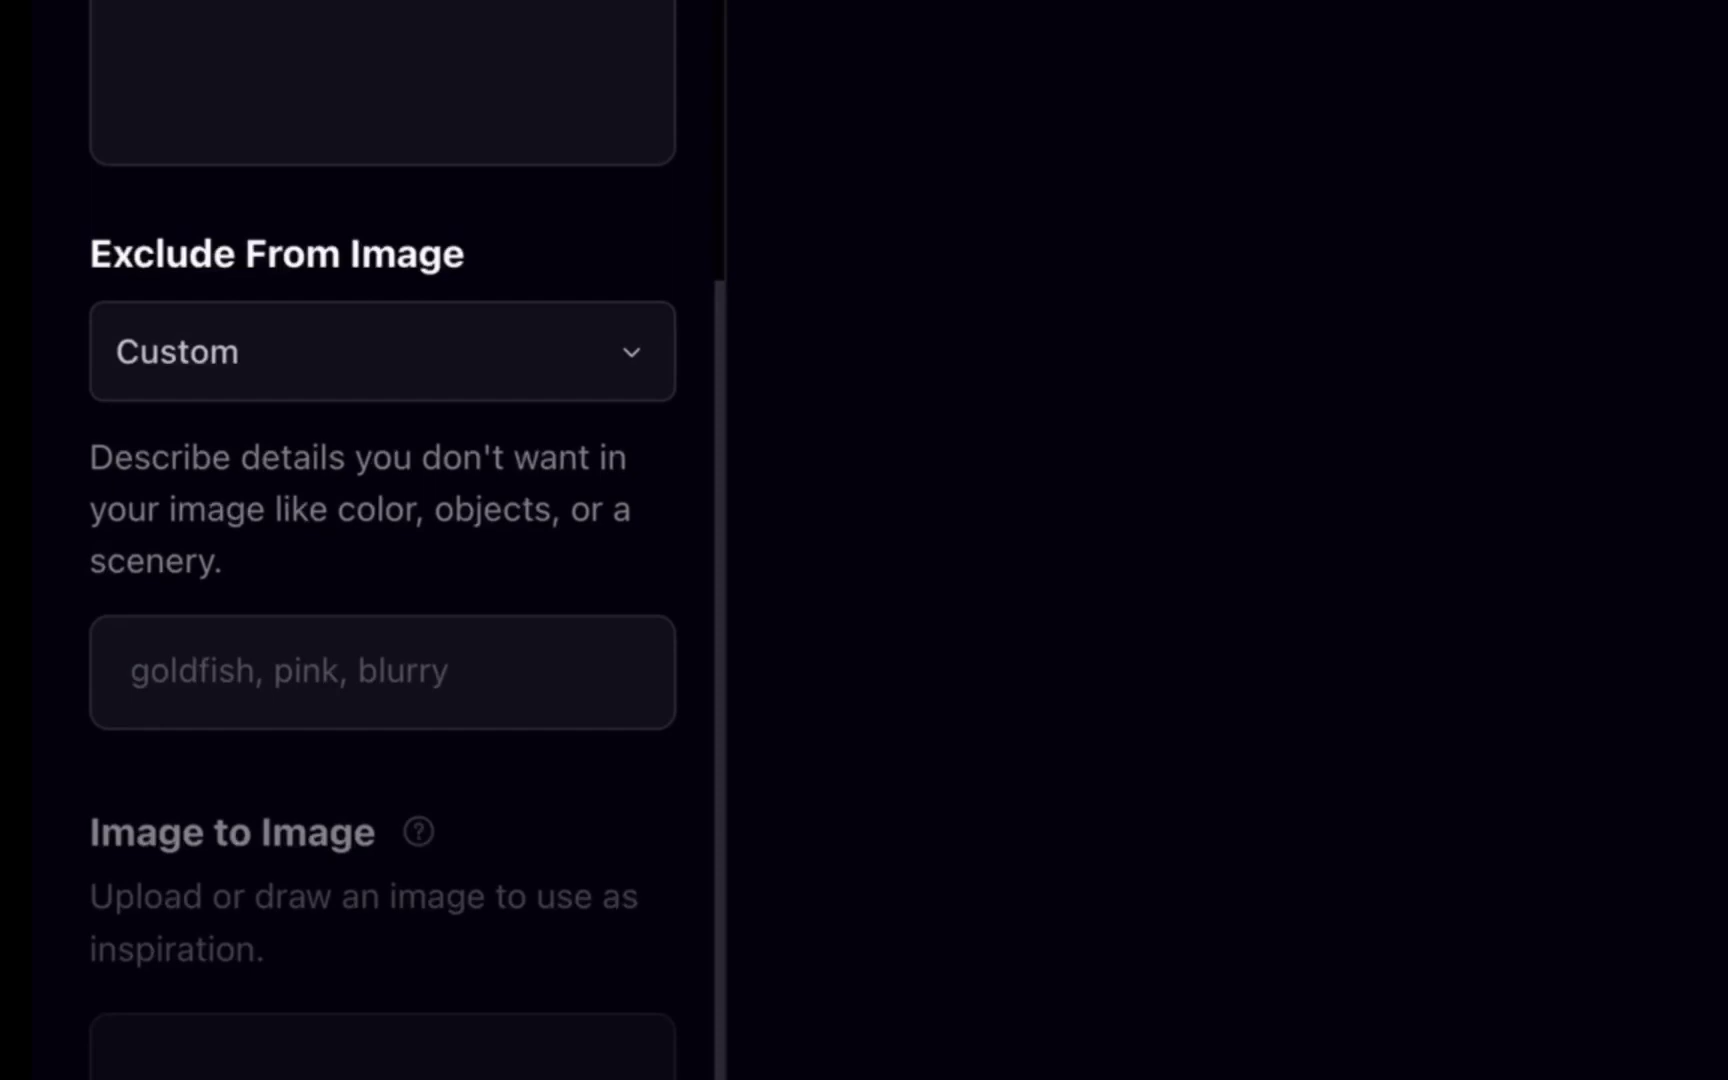 Exclude From Image
Custom
Describe details you don't want in
your image like color, objects, or a
scenery.
goldfish, pink, blurry
Image to Image
Upload or draw an image to use as
inspiration.